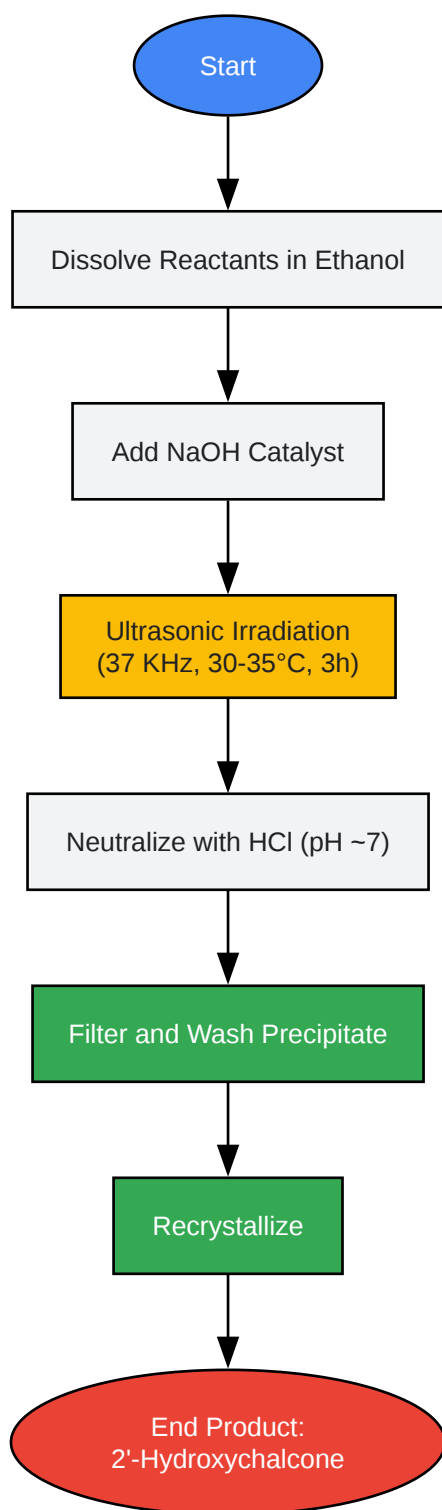 Start
Dissolve Reactants in Ethanol
Add NaOH Catalyst
Ultrasonic Irradiation
(37 KHz, 30-35°C, 3h)
Neutralize with HCl (pH ~7)
Filter and Wash Precipitate
Recrystallize
End Product:
2'-Hydroxychalcone